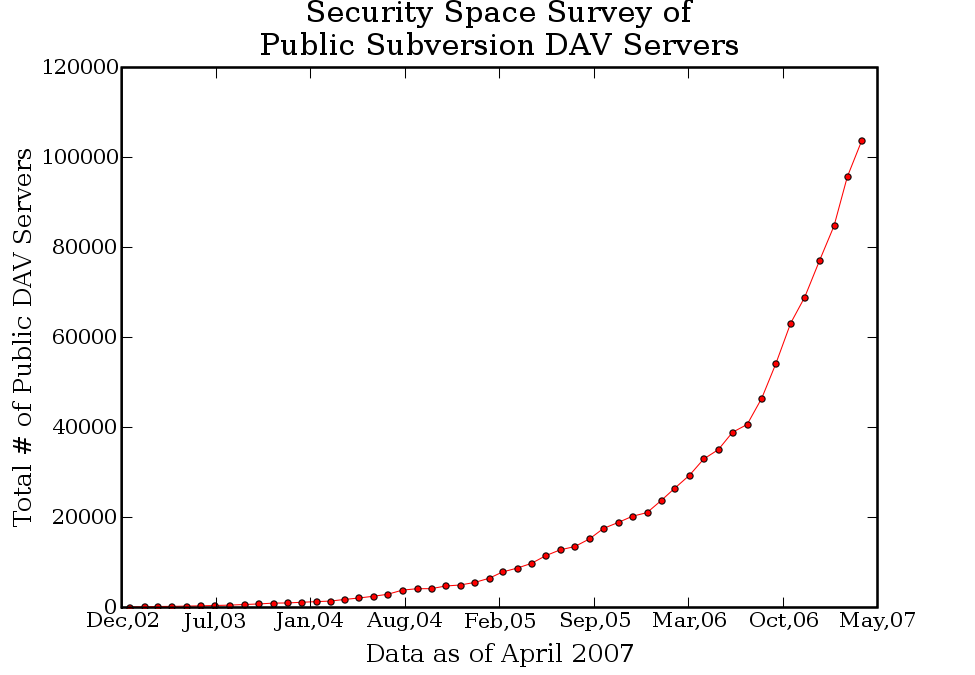 Security Space Survey of
Public Subversion DAV Servers
Total # of Public DAV Servers
120000
100000
80000
60000
40000
20000
0
Dec,02 Jul,03 Jan,04 Aug,04 Feb,05 Sep,05 Mar,06 Oct,06 May,07
Data as of April 2007